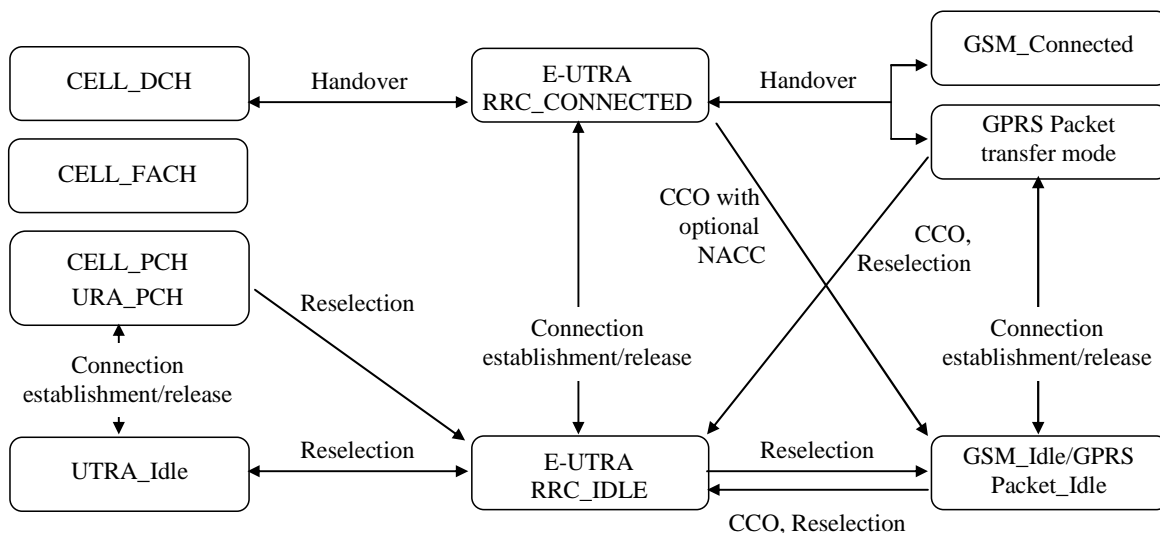 GSM_Connected
CELL_DCH
Handover
E-UTRA
RRC_CONNECTED
Handover
GPRS Packet
transfer mode
CELL_FACH
CCO with
optional
NACC
CCO,
Reselection
CELL_PCH
URA_PCH
Reselection
Connection
establishment/release
Connection
establishment/release
Connection
establishment/release
UTRA_Idle
Reselection
E-UTRA
RRC_IDLE
Reselection
GSM_Idle/GPRS
Packet_Idle
CCO, Reselection